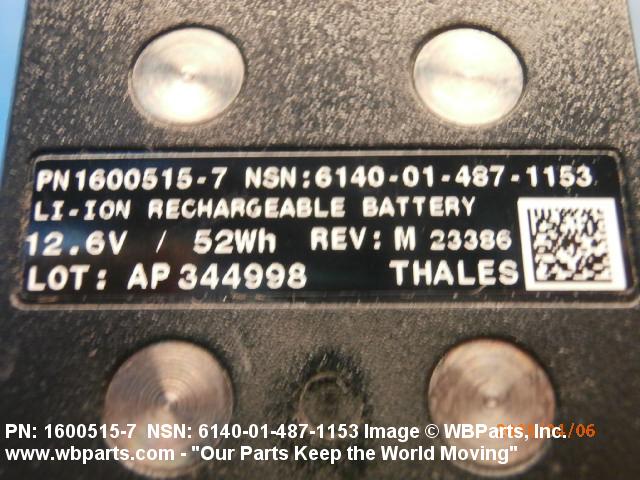 PN1600515-7 NSN:6140-01-487-1153
LI-ION RECHARGEABLE BATTERY
12.6V / 52Wh REV: M 23386
LOT: AP344998 THALES
PN: 1600515-7 NSN: 6140-01-487-1153 Image © WBParts, Inc.
www.wbparts.com - "Our Parts Keep the World Moving"